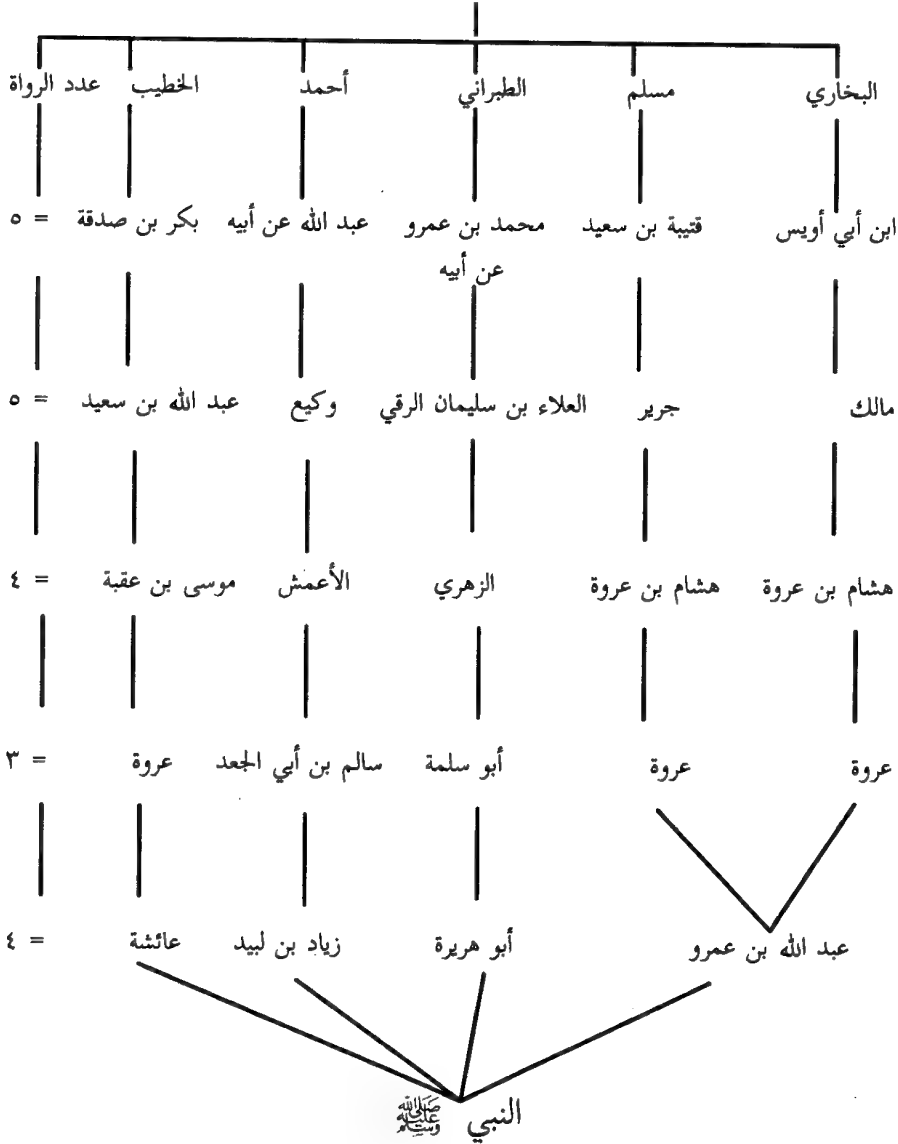 البخاري مسلم الطبراني أحمد الخطيب عدد الرواة
ابن أبي أويس قتيبة بن سعيد محمد بن عمرو عبد الله عن أبيه بكر بن صدقة = ٥
عن أبيه
مالك جرير العلاء بن سليمان الرقي وكيع عبد الله بن سعيد = ٥
هشام بن عروة هشام بن عروة الزهري الأعمش موسى بن عقبة = ٤
عروة عروة أبو سلمة سالم بن أبي الجعد عروة = ٣
عبد الله بن عمرو أبو هريرة زياد بن لبيد عائشة = ٤
النبي ﷺ